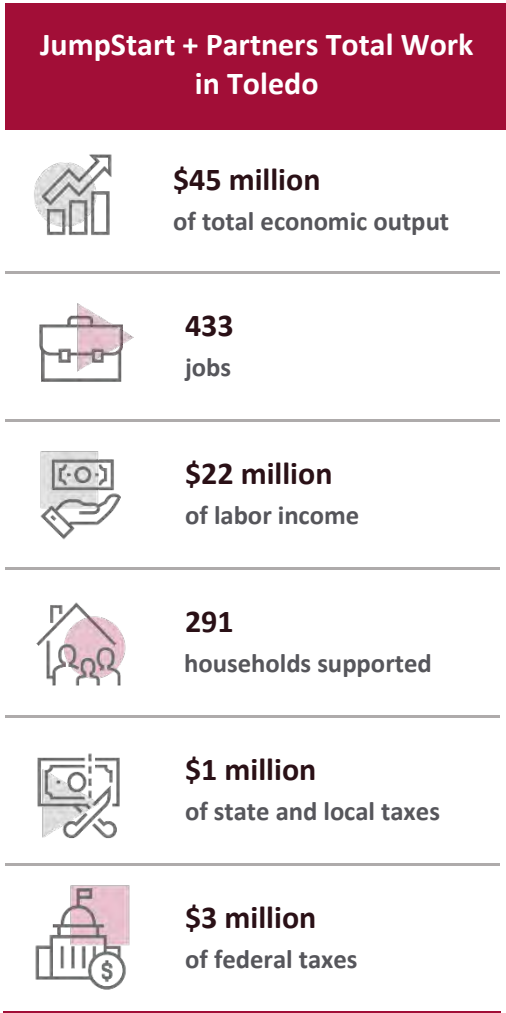 JumpStart + Partners Total Work
in Toledo
$45 million
of total economic output
433
jobs
$22 million
of labor income
291
households supported
$1 million
of state and local taxes
$3 million
of federal taxes
$